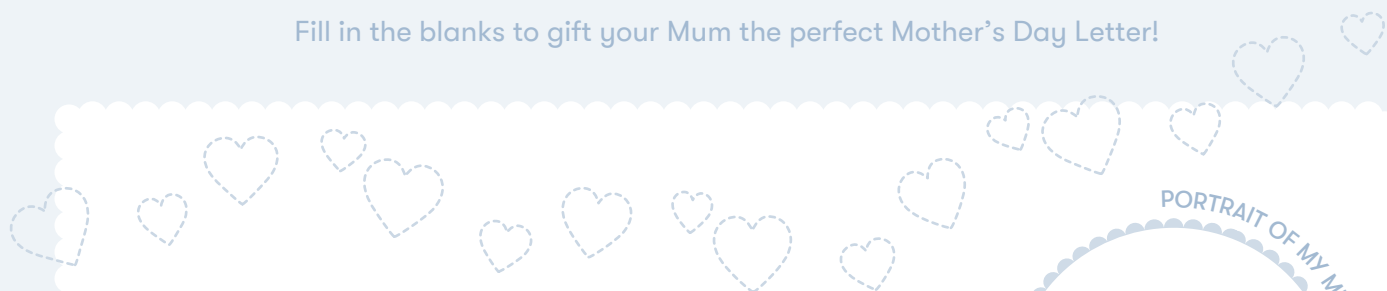 Fill in the blanks to gift your Mum the perfect Mother’s Day Letter!
PORTRAIT OF MY